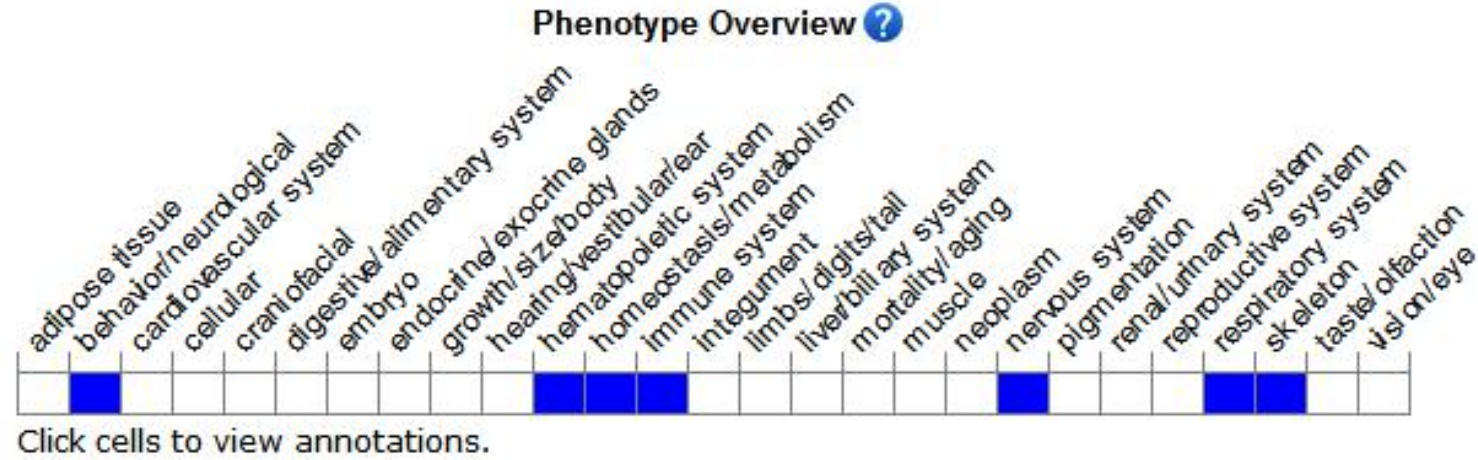 Phenotype Overview ?
adipose tissue
behavior/neurological
cardiovascular system
cellular
craniofacial
digestive/alimentary system
embryo
endocrine/exocrine glands
growth/size/body
hearing/vestibular/ear
hematopoietic system
homeostasis/metabolism
immune system
integument
limbs/digits/tail
liver/biliary system
mortality/aging
muscle
neoplasm
nervous system
pigmentation
renal/urinary system
reproductive system
respiratory system
skeleton
taste/olfaction
vision/eye
Click cells to view annotations.